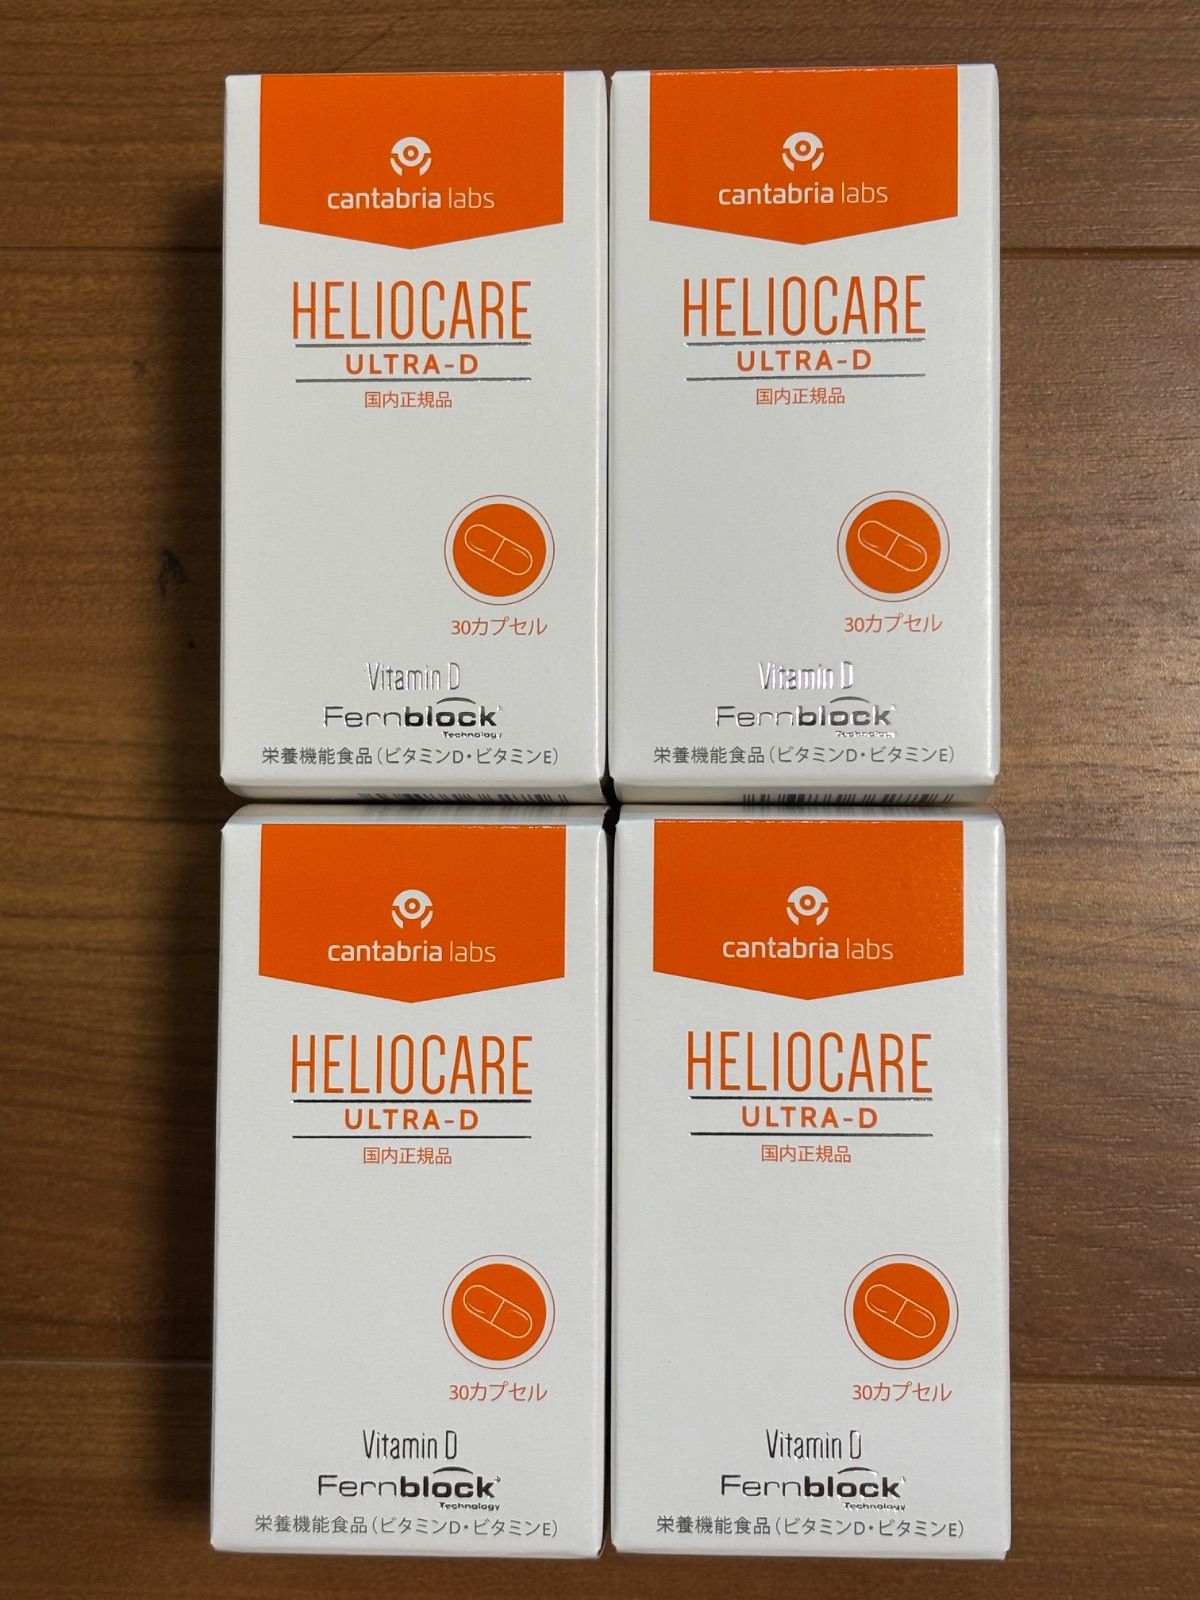 cantabria labs
HELIOCARE
ULTRA-D
国内正規品
30カプセル
Vitamin D
Fernblock
Technology
栄養機能食品(ビタミンD・ビタミンE)
cantabria labs
HELIOCARE
ULTRA-D
国内正規品
30カプセル
Vitamin D
Fernblock
Technology
栄養機能食品(ビタミンD・ビタミンE)
cantabria labs
HELIOCARE
ULTRA-D
国内正規品
30カプセル
Vitamin D
Fernblock
Technology
栄養機能食品(ビタミンD・ビタミンE)
cantabria labs
HELIOCARE
ULTRA-D
国内正規品
30カプセル
Vitamin D
Fernblock
Technology
栄養機能食品(ビタミンD・ビタミンE)